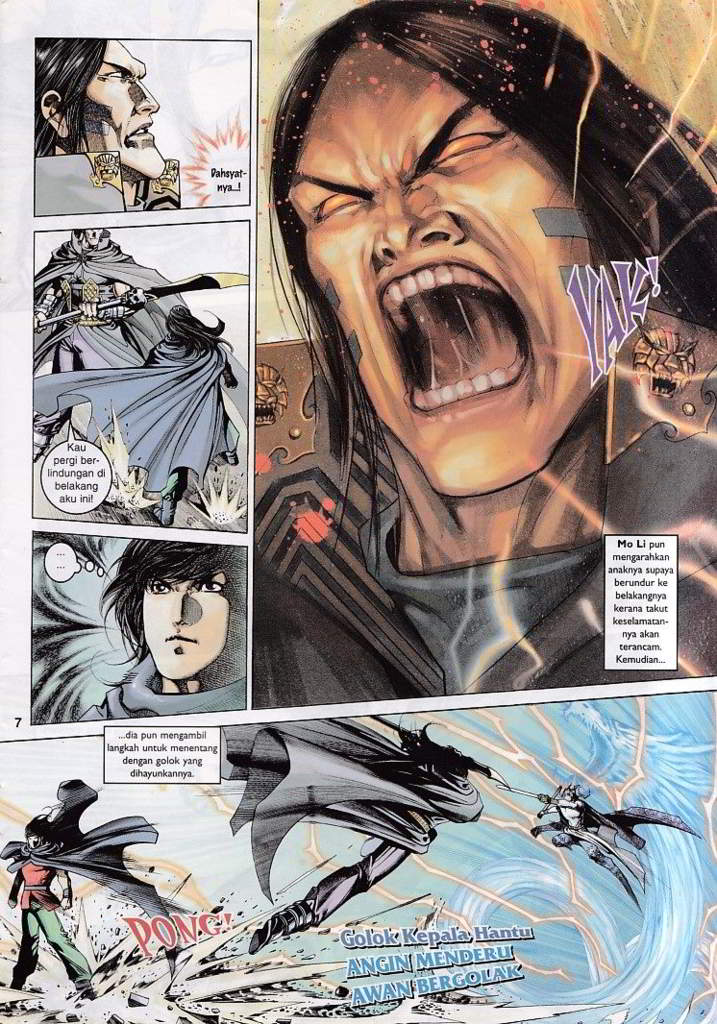 Dahsyat-
nya...!
Kau
pergi ber-
lindungan di
belakang
aku ini!
...
...
YAK!
Mo Li pun
mengarahkan
anaknya supaya
berundur ke
belakangnya
kerana takut
keselamatan-
nya akan
terancam.
Kemudian...
7
...dia pun mengambil
langkah untuk menentang
dengan golok yang
dihayunkannya.
PONG!
Golok Kepala Hantu
ANGIN MENDERU
AWAN BERGOLAK